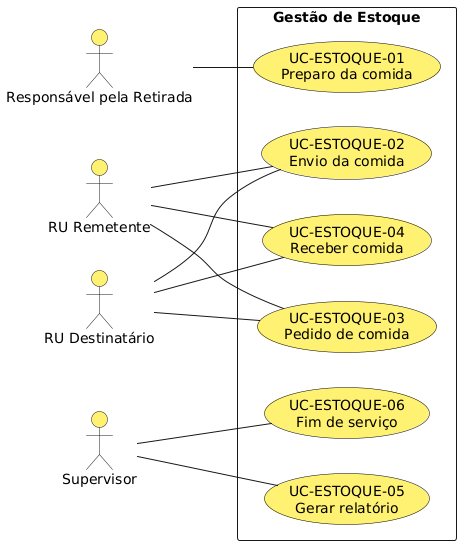 Gestão de Estoque
Responsável pela Retirada
UC-ESTOQUE-01
Preparo da comida
RU Remetente
UC-ESTOQUE-02
Envio da comida
UC-ESTOQUE-04
Receber comida
RU Destinatário
UC-ESTOQUE-03
Pedido de comida
Supervisor
UC-ESTOQUE-06
Fim de serviço
UC-ESTOQUE-05
Gerar relatório